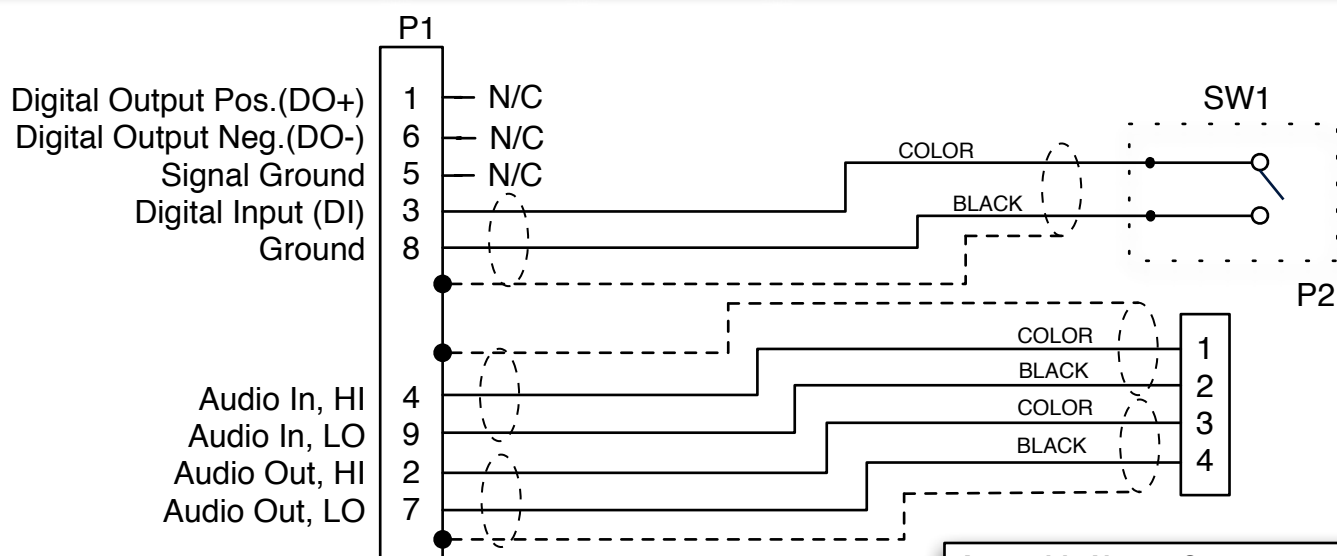 P1
Digital Output Pos.(DO+) 1 N/C
Digital Output Neg.(DO-) 6 N/C
Signal Ground 5 N/C
Digital Input (DI) 3
Ground 8
COLOR
BLACK
SW1
P2
Audio In, HI 4
Audio In, LO 9
Audio Out, HI 2
Audio Out, LO 7
COLOR 1
BLACK 2
COLOR 3
BLACK 4